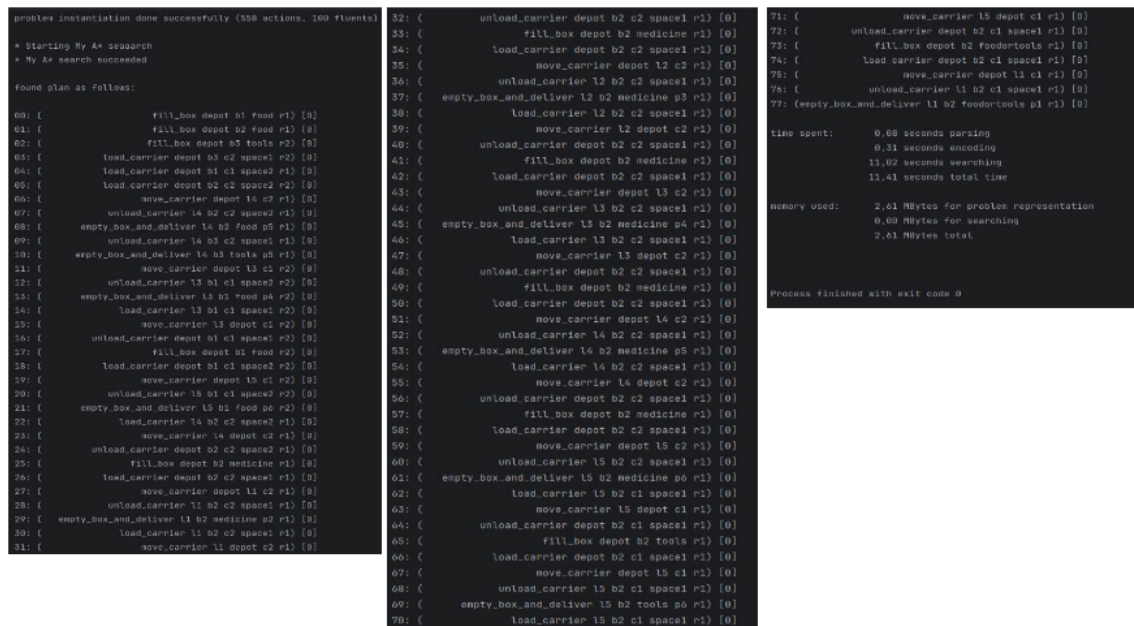 problem instantiation done successfully (558 actions, 100 fluents)
* Starting My A* seaaarch
* My A* search succeeded
found plan as follows:
00: ( fill_box depot b1 food r1) [0]
01: ( fill_box depot b2 food r1) [0]
02: ( fill_box depot b3 tools r2) [0]
03: ( load_carrier depot b3 c2 space1 r1) [0]
04: ( load_carrier depot b1 c1 space2 r1) [0]
05: ( load_carrier depot b2 c2 space2 r1) [0]
06: ( move_carrier depot l4 c2 r1) [0]
07: ( unload_carrier l4 b2 c2 space2 r1) [0]
08: ( empty_box_and_deliver l4 b2 food p5 r1) [0]
09: ( unload_carrier l4 b3 c2 space1 r1) [0]
10: ( empty_box_and_deliver l4 b3 tools p5 r1) [0]
11: ( move_carrier depot l3 c1 r2) [0]
12: ( unload_carrier l3 b1 c1 space2 r2) [0]
13: ( empty_box_and_deliver l3 b1 food p4 r2) [0]
14: ( load_carrier l3 b1 c1 space1 r2) [0]
15: ( move_carrier l3 depot c1 r2) [0]
16: ( unload_carrier depot b1 c1 space1 r2) [0]
17: ( fill_box depot b1 food r2) [0]
18: ( load_carrier depot b1 c1 space2 r2) [0]
19: ( move_carrier depot l5 c1 r2) [0]
20: ( unload_carrier l5 b1 c1 space2 r2) [0]
21: ( empty_box_and_deliver l5 b1 food p6 r2) [0]
22: ( load_carrier l4 b2 c2 space2 r1) [0]
23: ( move_carrier l4 depot c2 r1) [0]
24: ( unload_carrier depot b2 c2 space2 r1) [0]
25: ( fill_box depot b2 medicine r1) [0]
26: ( load_carrier depot b2 c2 space1 r1) [0]
27: ( move_carrier depot l1 c2 r1) [0]
28: ( unload_carrier l1 b2 c2 space1 r1) [0]
29: ( empty_box_and_deliver l1 b2 medicine p2 r1) [0]
30: ( load_carrier l1 b2 c2 space1 r1) [0]
31: ( move_carrier l1 depot c2 r1) [0]
32: ( unload_carrier depot b2 c2 space1 r1) [0]
33: ( fill_box depot b2 medicine r1) [0]
34: ( load_carrier depot b2 c2 space1 r1) [0]
35: ( move_carrier depot l2 c2 r1) [0]
36: ( unload_carrier l2 b2 c2 space1 r1) [0]
37: ( empty_box_and_deliver l2 b2 medicine p3 r1) [0]
38: ( load_carrier l2 b2 c2 space1 r1) [0]
39: ( move_carrier l2 depot c2 r1) [0]
40: ( unload_carrier depot b2 c2 space1 r1) [0]
41: ( fill_box depot b2 medicine r1) [0]
42: ( load_carrier depot b2 c2 space1 r1) [0]
43: ( move_carrier depot l3 c2 r1) [0]
44: ( unload_carrier l3 b2 c2 space1 r1) [0]
45: ( empty_box_and_deliver l3 b2 medicine p4 r1) [0]
46: ( load_carrier l3 b2 c2 space1 r1) [0]
47: ( move_carrier l3 depot c2 r1) [0]
48: ( unload_carrier depot b2 c2 space1 r1) [0]
49: ( fill_box depot b2 medicine r1) [0]
50: ( load_carrier depot b2 c2 space1 r1) [0]
51: ( move_carrier depot l4 c2 r1) [0]
52: ( unload_carrier l4 b2 c2 space1 r1) [0]
53: ( empty_box_and_deliver l4 b2 medicine p5 r1) [0]
54: ( load_carrier l4 b2 c2 space1 r1) [0]
55: ( move_carrier l4 depot c2 r1) [0]
56: ( unload_carrier depot b2 c2 space1 r1) [0]
57: ( fill_box depot b2 medicine r1) [0]
58: ( load_carrier depot b2 c2 space1 r1) [0]
59: ( move_carrier depot l5 c2 r1) [0]
60: ( unload_carrier l5 b2 c2 space1 r1) [0]
61: ( empty_box_and_deliver l5 b2 medicine p6 r1) [0]
62: ( load_carrier l5 b2 c1 space1 r1) [0]
63: ( move_carrier l5 depot c1 r1) [0]
64: ( unload_carrier depot b2 c1 space1 r1) [0]
65: ( fill_box depot b2 tools r1) [0]
66: ( load_carrier depot b2 c1 space1 r1) [0]
67: ( move_carrier depot l5 c1 r1) [0]
68: ( unload_carrier l5 b2 c1 space1 r1) [0]
69: ( empty_box_and_deliver l5 b2 tools p6 r1) [0]
70: ( load_carrier l5 b2 c1 space1 r1) [0]
71: ( move_carrier l5 depot c1 r1) [0]
72: ( unload_carrier depot b2 c1 space1 r1) [0]
73: ( fill_box depot b2 foodortools r1) [0]
74: ( load_carrier depot b2 c1 space1 r1) [0]
75: ( move_carrier depot l1 c1 r1) [0]
76: ( unload_carrier l1 b2 c1 space1 r1) [0]
77: (empty_box_and_deliver l1 b2 foodortools p1 r1) [0]
time spent: 0,08 seconds parsing
0,31 seconds encoding
11,02 seconds searching
11,41 seconds total time
memory used: 2,61 MBytes for problem representation
0,00 MBytes for searching
2,61 MBytes total
Process finished with exit code 0